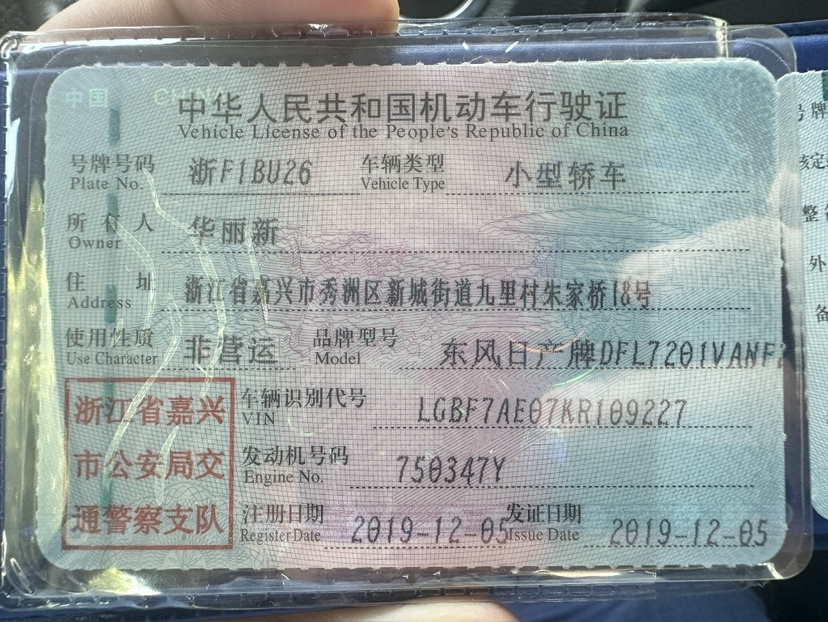 中国 CHINA
中华人民共和国机动车行驶证
Vehicle License of the People's Republic of China
号牌号码 浙F1BU26 车辆类型 小型轿车
Plate No. Vehicle Type
所有人 华丽新
Owner
住址 浙江省嘉兴市秀洲区新城街道九里村朱家桥18号
Address
使用性质 非营运 品牌型号 东风日产牌DFL7201VANF
Use Character Model
浙江省嘉兴 车辆识别代号 LGBF7AE07KR109227
VIN
市公安局交 发动机号码 750347Y
Engine No.
通警察支队 注册日期 2019-12-05 发证日期 2019-12-05
Register Date Issue Date
号牌
核定
整
外
备